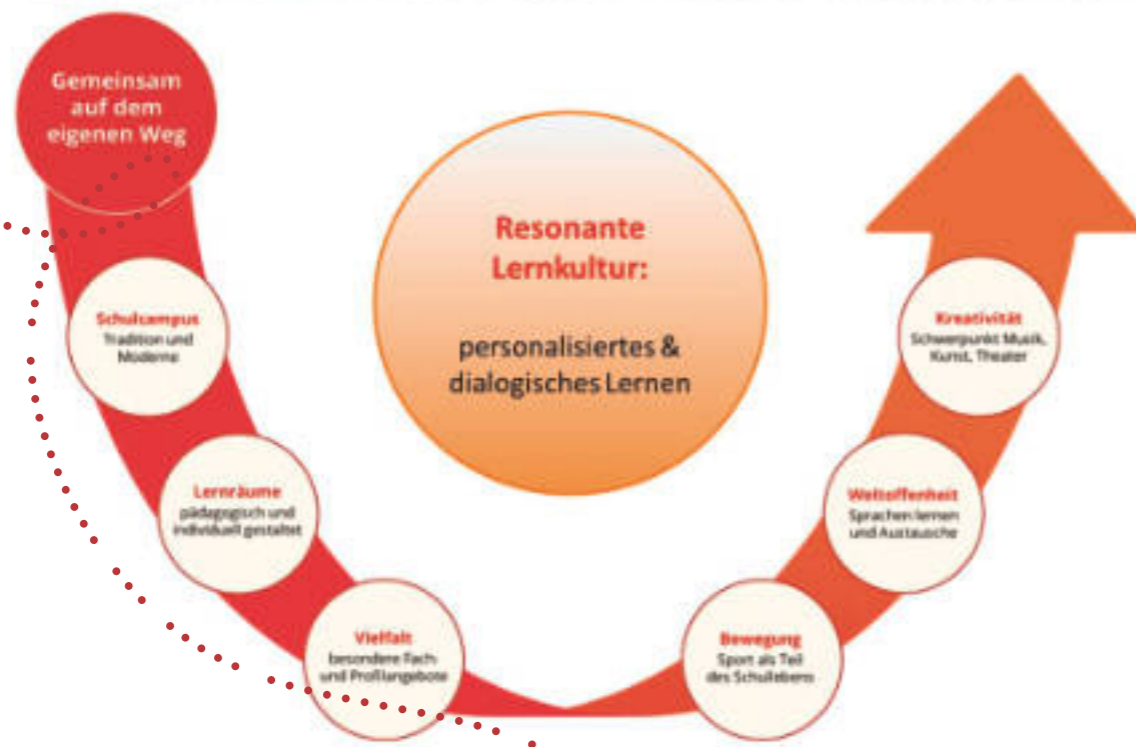 Gemeinsam
auf dem
eigenen Weg
Resonante
Lernkultur:
personalisiertes &
dialogisches Lernen
Schulcampus
Tradition und
Moderne
Lernräume
pädagogisch und
individuell gestaltet
Vielfalt
besondere Fach-
und Profilangebote
Bewegung
Sport als Teil
des Schullebens
Weltoffenheit
Sprachen lernen
und Austausche
Kreativität
Schwerpunkt Musik,
Kunst, Theater